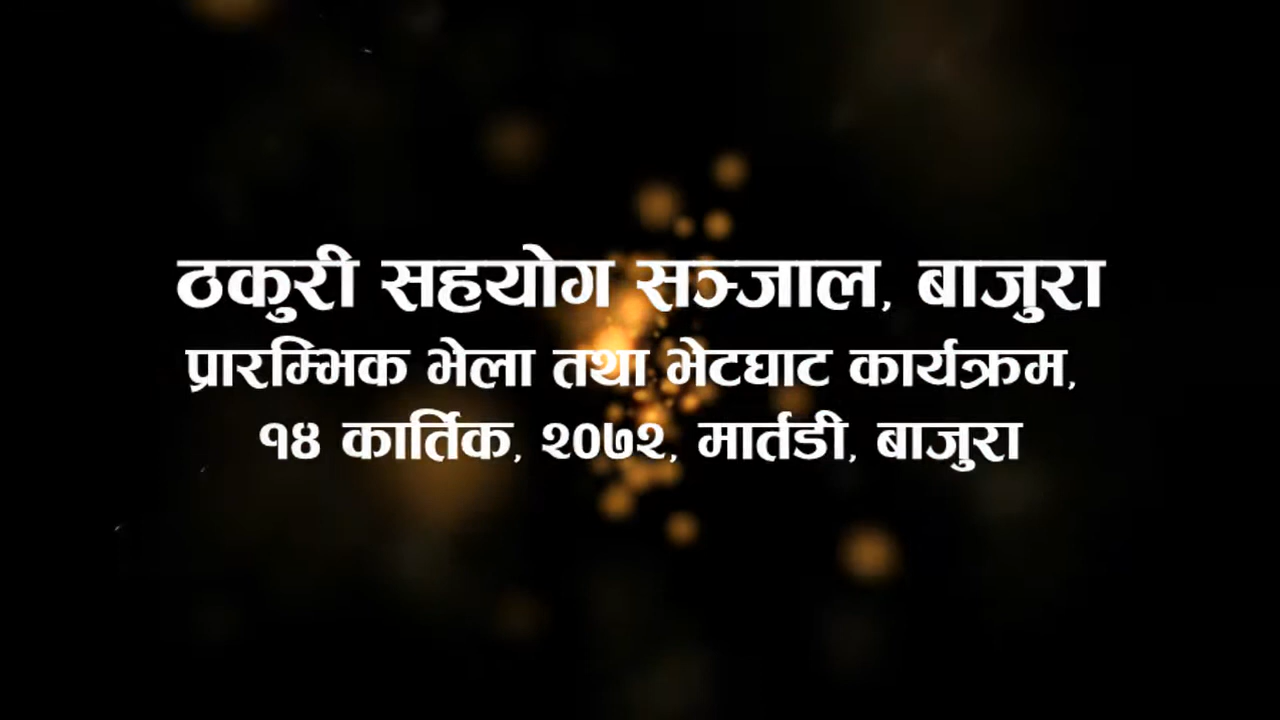 ठकुरी सहयोग सञ्जाल, बाजुरा
प्रारम्भिक भेला तथा भेटघाट कार्यक्रम,
१४ कार्तिक, २०७२, मार्तडी, बाजुरा